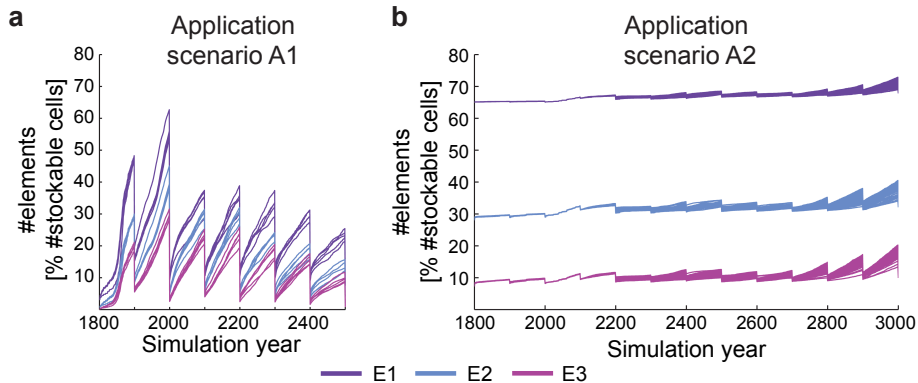 a
Application
scenario A1
80
70
60
50
40
30
20
10
#elements
[% #stockable cells]
1800 2000 2200 2400
Simulation year
b
Application
scenario A2
80
70
60
50
40
30
20
10
#elements
[% #stockable cells]
1800 2000 2200 2400 2600 2800 3000
Simulation year
E1 E2 E3